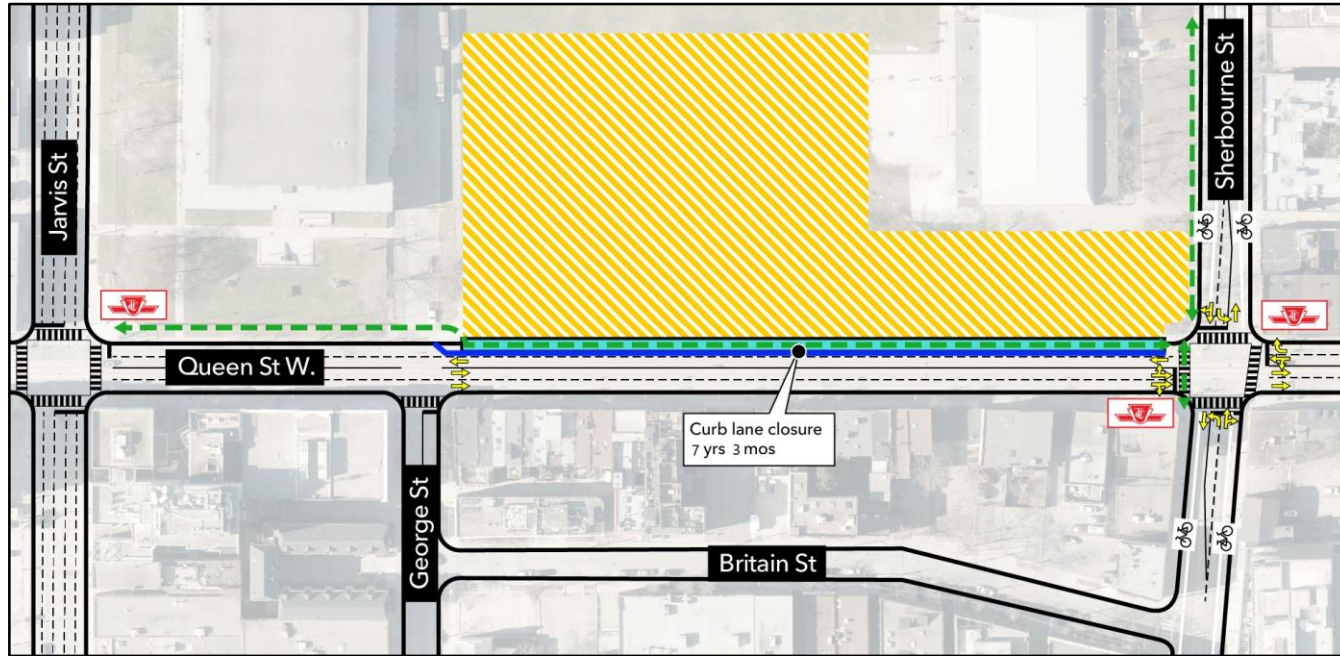 Jarvis St
Sherbourne St
Queen St W.
Curb lane closure
7 yrs 3 mos
George St
Britain St